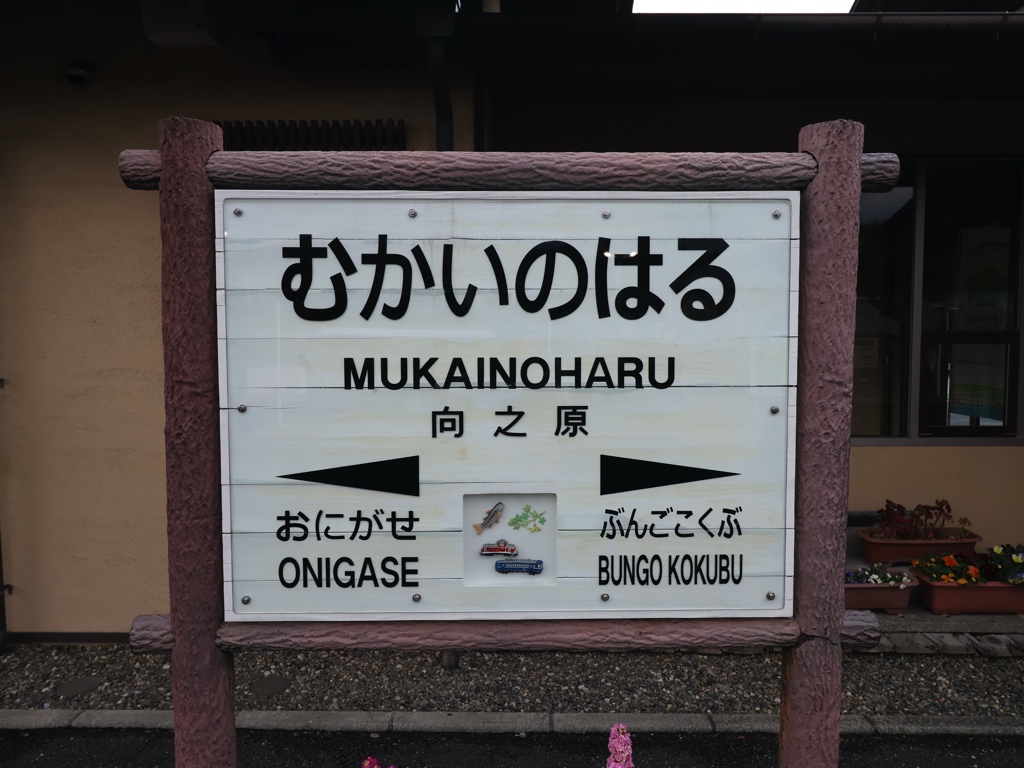 むかいのはる
MUKAINOHARU
向之原
おにがせ
ONIGASE
ぶんごこくぶ
BUNGO KOKUBU